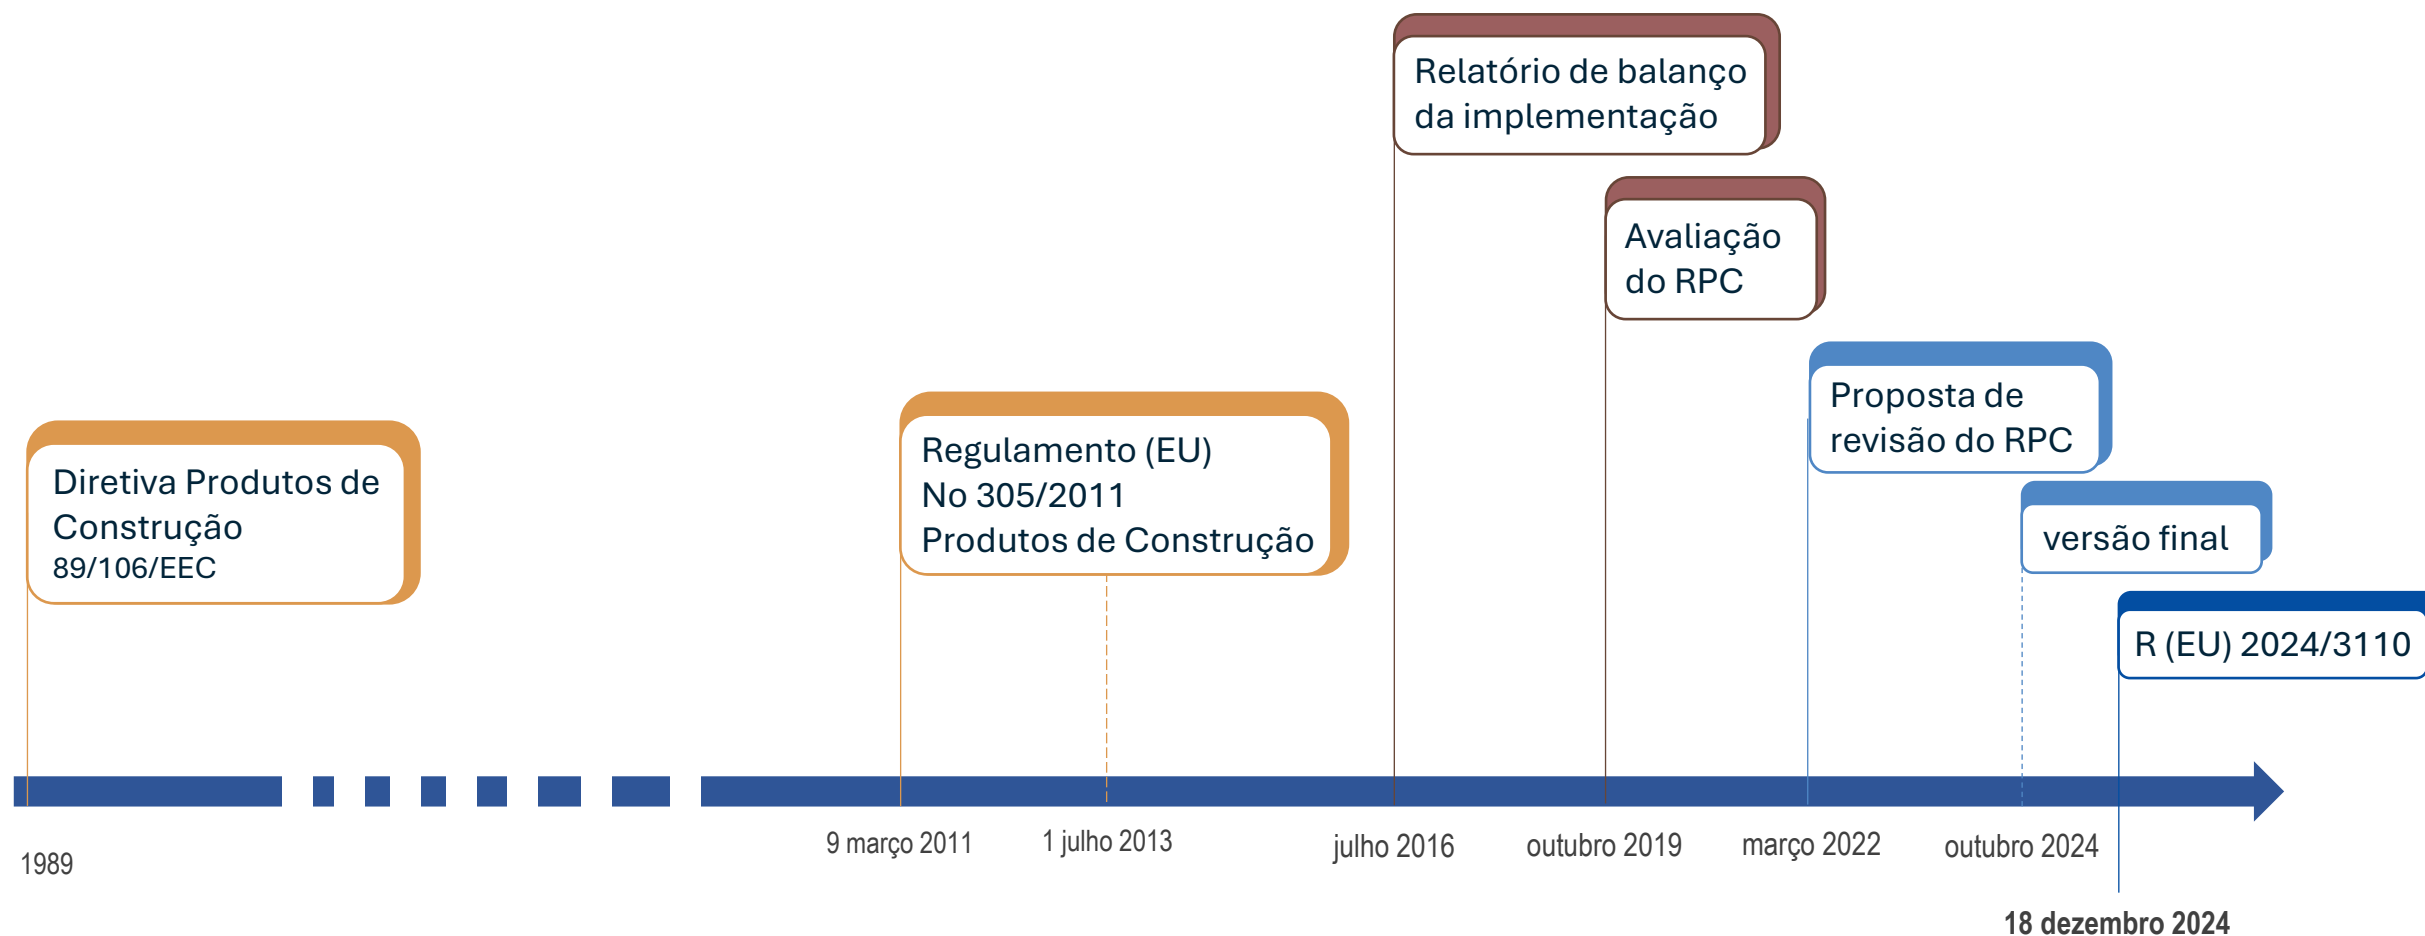 Relatório de balanço
da implementação
Avaliação
do RPC
Proposta de
revisão do RPC
Diretiva Produtos de
Construção
89/106/EEC
Regulamento (EU)
No 305/2011
Produtos de Construção
versão final
R (EU) 2024/3110
1989
9 março 2011
1 julho 2013
julho 2016
outubro 2019
março 2022
outubro 2024
18 dezembro 2024